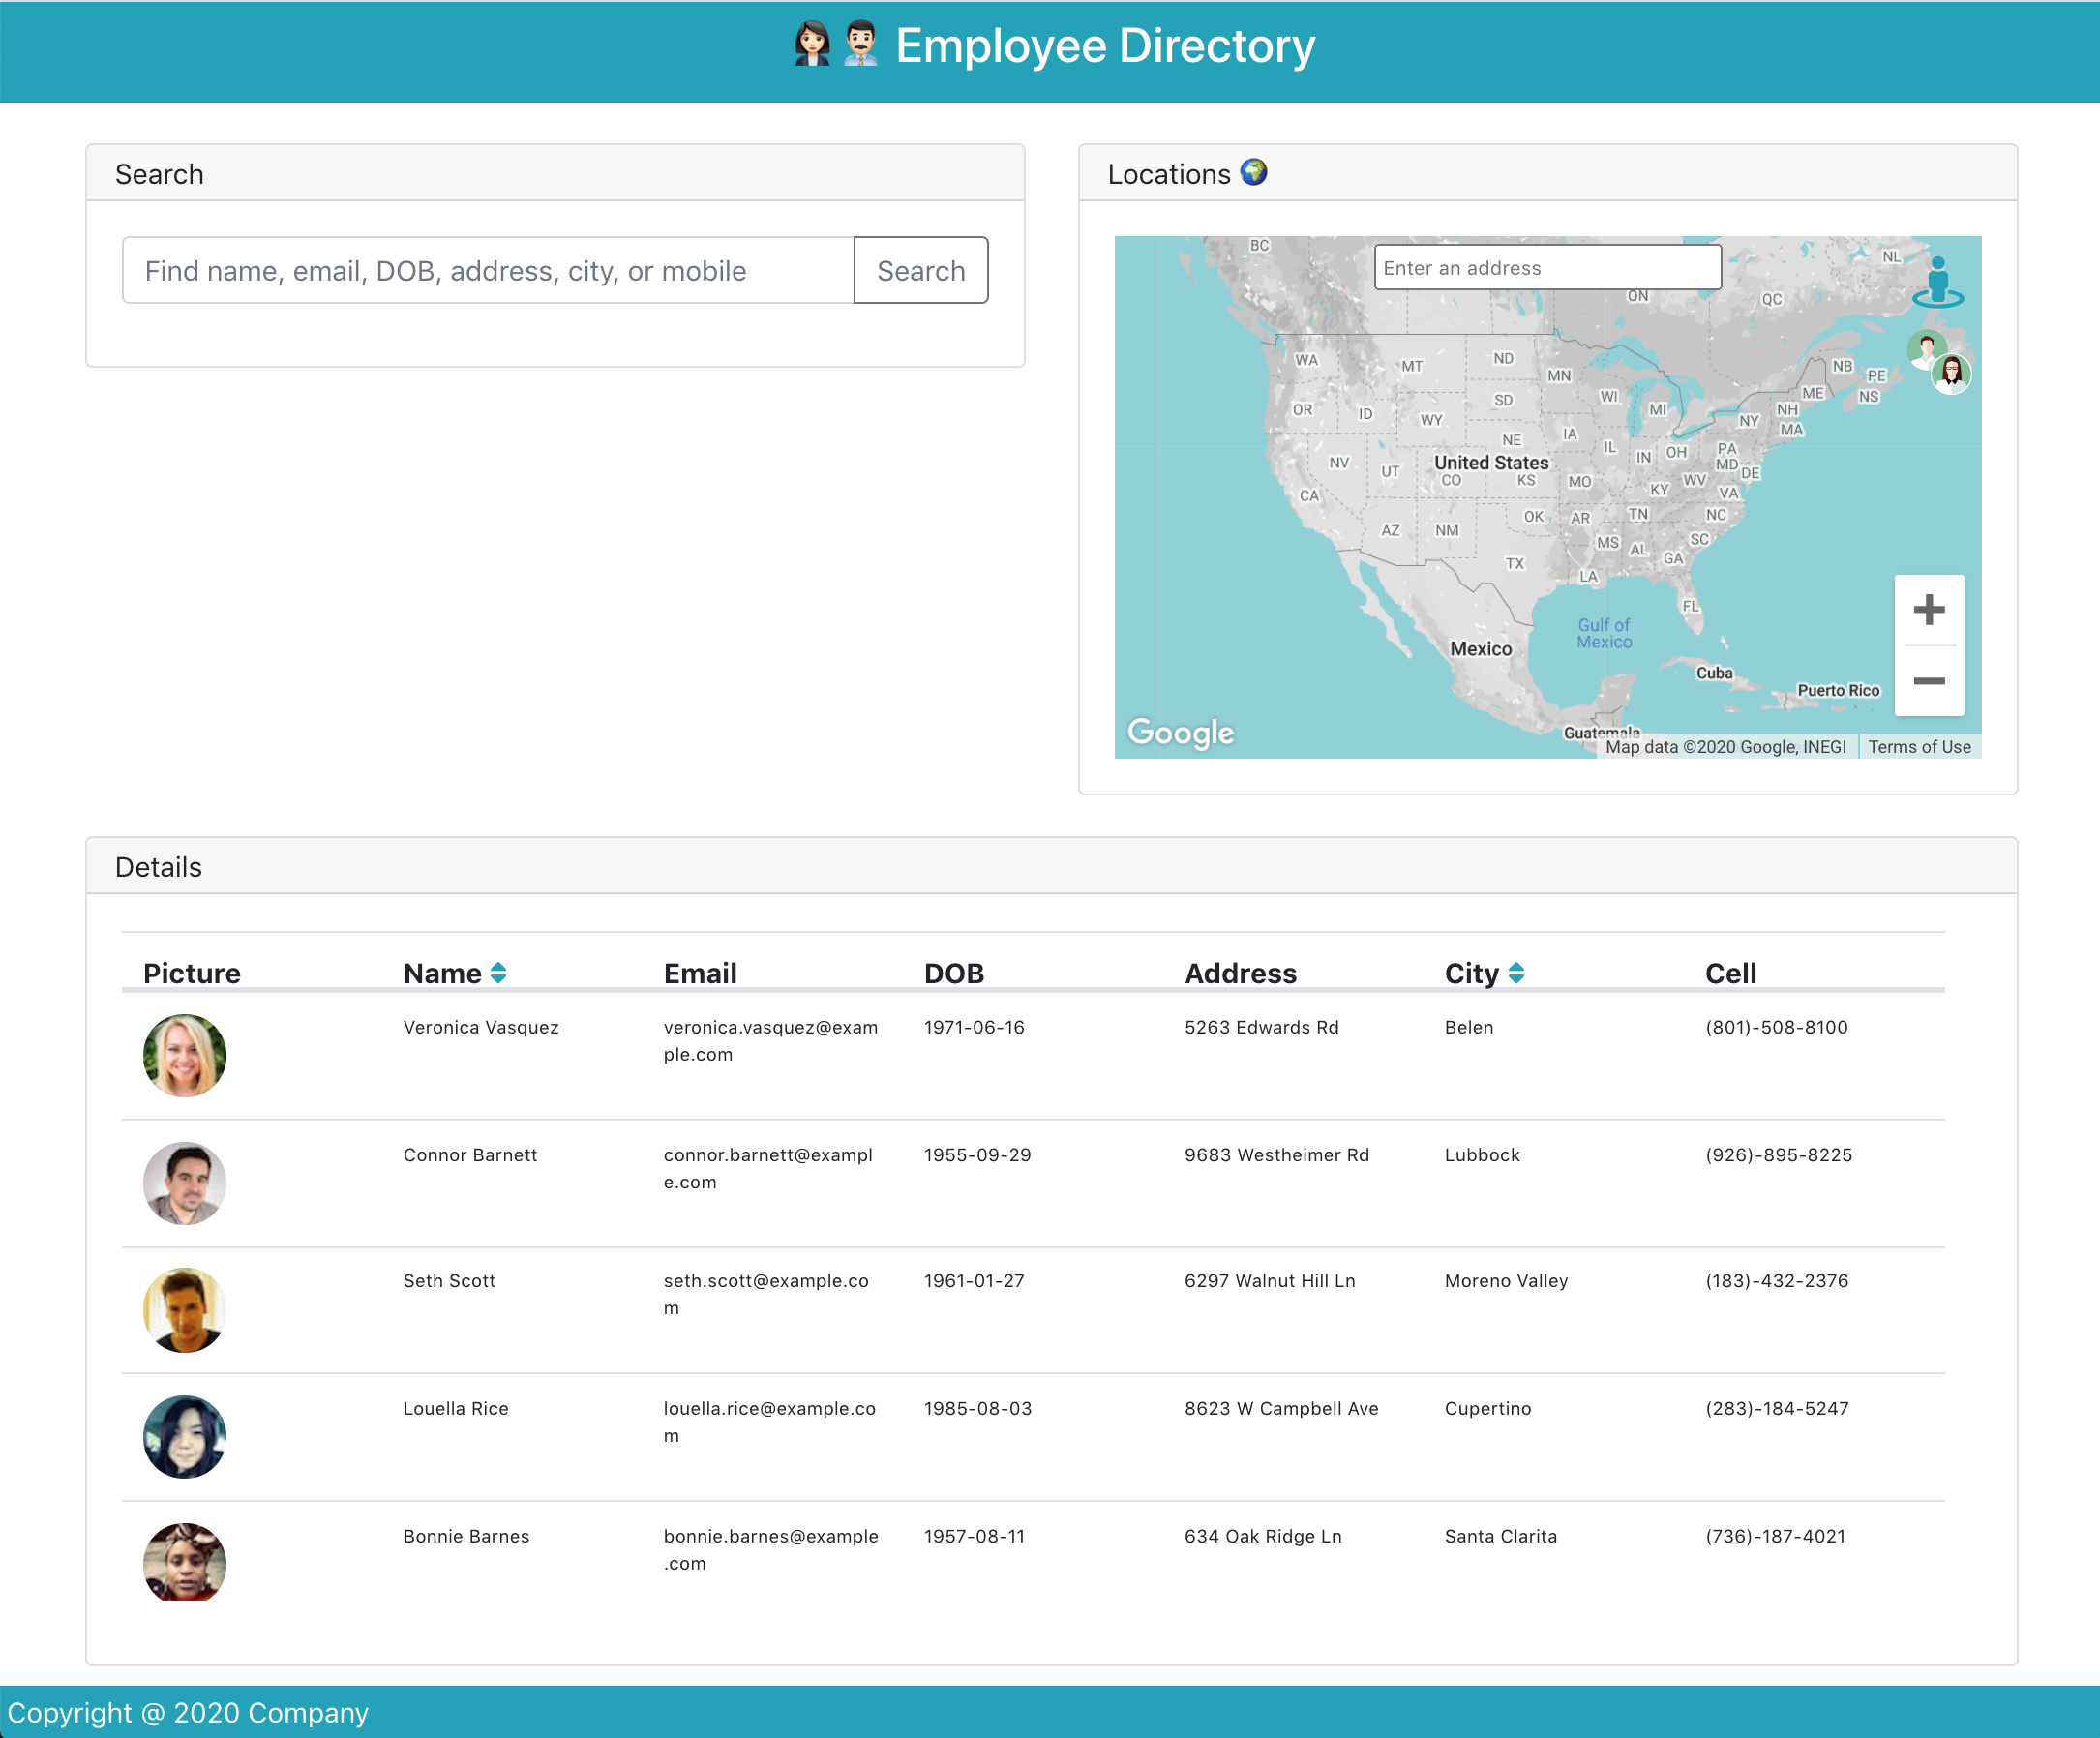 Employee Directory
Search
Find name, email, DOB, address, city, or mobile
Search
Locations
Enter an address
BC
NL
ON
QC
WA
MT
ND
MN
NB
PE
OR
ID
WY
SD
WI
MI
ME
NS
NH
NY
MA
NE
IA
IL
IN
OH
PA
MD
DE
NV
UT
United States
CO
KS
MO
KY
WV
VA
CA
AZ
NM
OK
AR
TN
NC
SC
MS
AL
GA
TX
LA
FL
Gulf of
Mexico
Mexico
Cuba
Puerto Rico
Guatemala
Google
Map data ©2020 Google, INEGI
Terms of Use
Details
Picture Name Email DOB Address City Cell
Veronica Vasquez veronica.vasquez@exam 1971-06-16 5263 Edwards Rd Belen (801)-508-8100
ple.com
Connor Barnett connor.barnett@exampl 1955-09-29 9683 Westheimer Rd Lubbock (926)-895-8225
e.com
Seth Scott seth.scott@example.co 1961-01-27 6297 Walnut Hill Ln Moreno Valley (183)-432-2376
m
Louella Rice louella.rice@example.co 1985-08-03 8623 W Campbell Ave Cupertino (283)-184-5247
m
Bonnie Barnes bonnie.barnes@example 1957-08-11 634 Oak Ridge Ln Santa Clarita (736)-187-4021
.com
Copyright @ 2020 Company